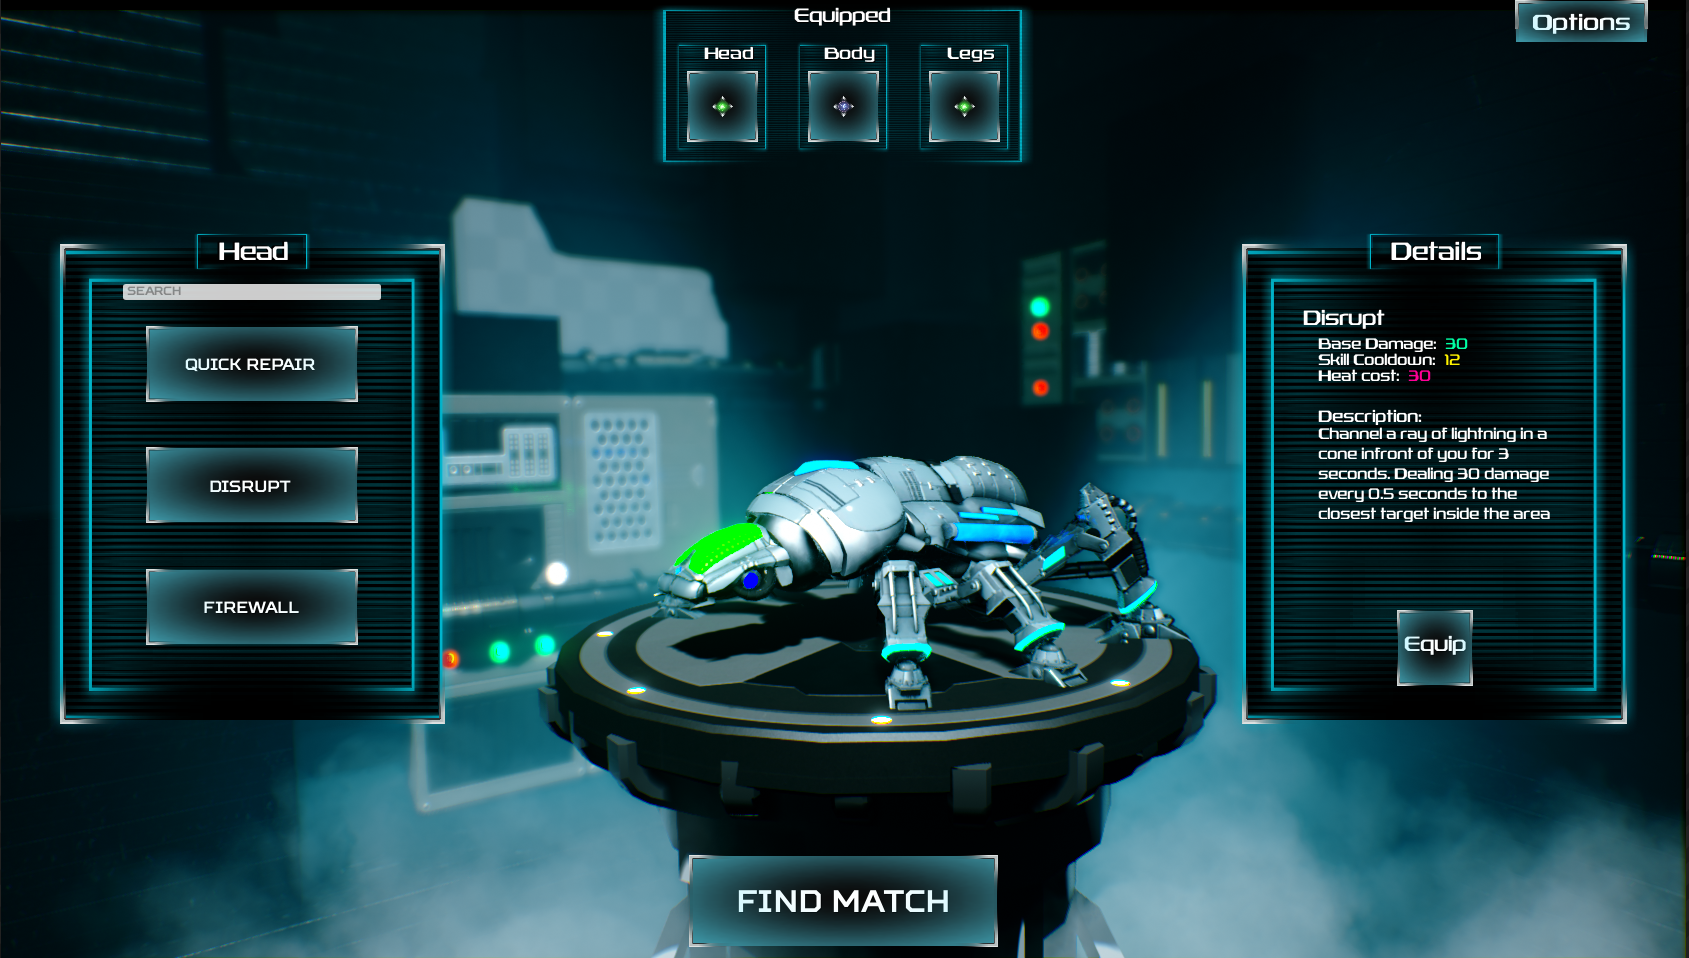 Equipped
Options
Head
Body
Legs
Head
SEARCH
QUICK REPAIR
DISRUPT
FIREWALL
Details
Disrupt
Base Damage: 30
Skill Cooldown: 12
Heat cost: 30
Description:
Channel a ray of lightning in a
cone infront of you for 3
seconds. Dealing 30 damage
every 0.5 seconds to the
closest target inside the area
Equip
FIND MATCH